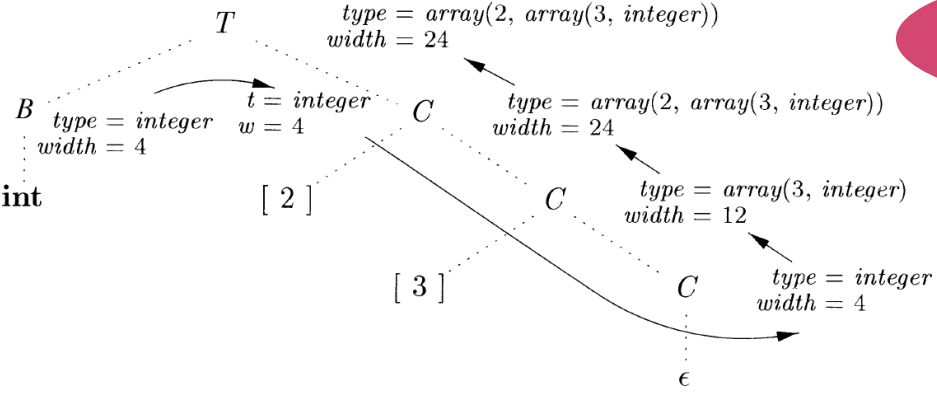 T
type = array(2, array(3, integer))
width = 24
B
type = integer
width = 4
t = integer
w = 4
C
type = array(2, array(3, integer))
width = 24
int
[ 2 ]
C
type = array(3, integer)
width = 12
[ 3 ]
C
type = integer
width = 4
ϵ